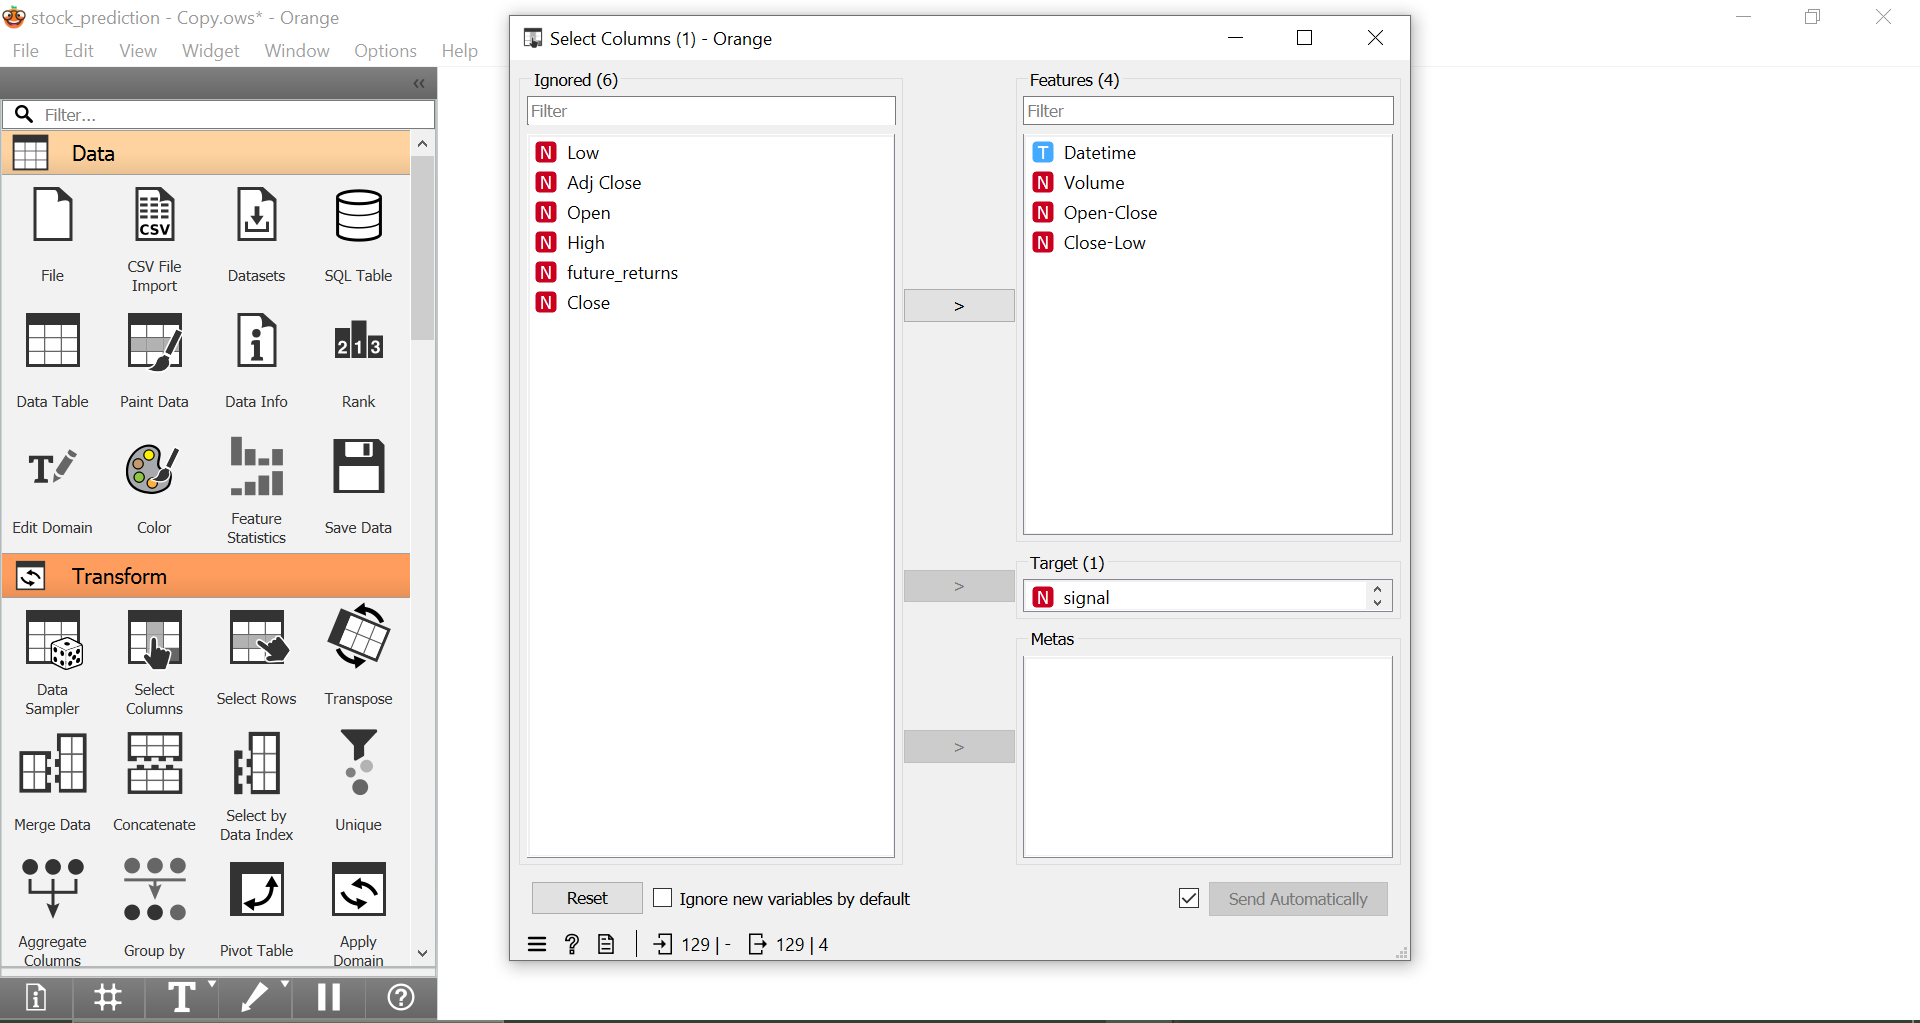 stock_prediction - Copy.ows* - Orange
File Edit View Widget Window Options Help
«
Filter...
Data
File
CSV
CSV File
Import
Datasets
SQL Table
Data Table
Paint Data
Data Info
2 1 3
Rank
T
Edit Domain
Color
Feature
Statistics
Save Data
Transform
Data
Sampler
Select
Columns
Select Rows
Transpose
Merge Data
Concatenate
Select by
Data Index
Unique
Aggregate
Columns
Group by
Pivot Table
Apply
Domain
T
Select Columns (1) - Orange
Ignored (6)
Filter
N Low
N Adj Close
N Open
N High
N future_returns
N Close
>
>
>
Features (4)
Filter
T Datetime
N Volume
N Open-Close
N Close-Low
Target (1)
N signal
Metas
Reset
Ignore new variables by default
Send Automatically
? 129 | - 129 | 4